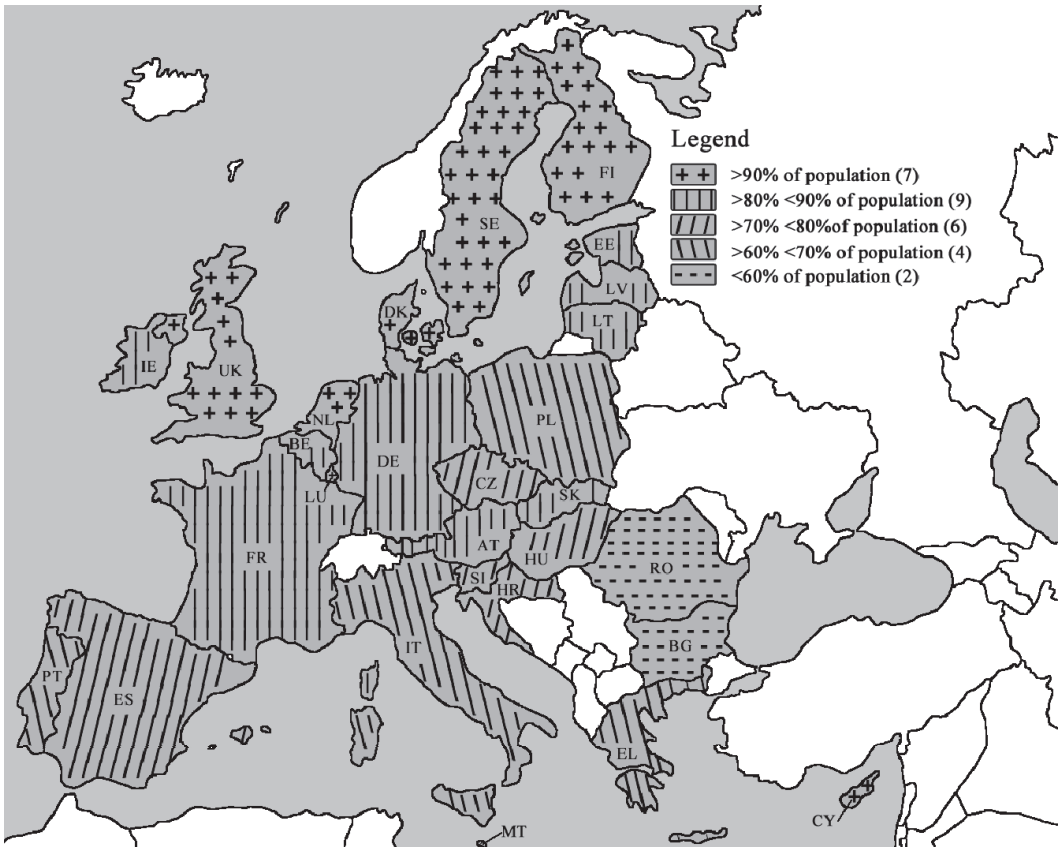 Legend
>90% of population (7)
>80% <90% of population (9)
>70% <80%of population (6)
>60% <70% of population (4)
<60% of population (2)
FI
SE
EE
LV
DK
LT
IE
UK
NL
PL
BE
DE
CZ
LU
SK
AT
FR
HU
RO
SI
HR
IT
BG
PT
ES
EL
CY
MT